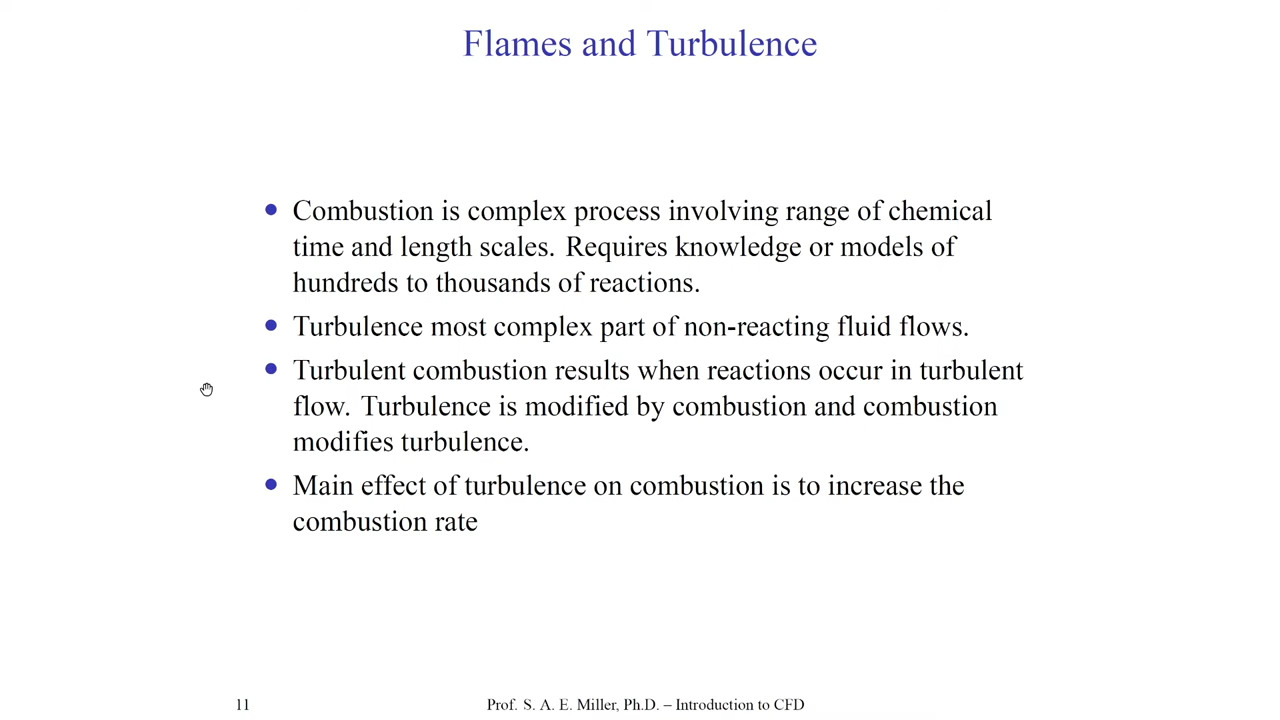 Flames and Turbulence
• Combustion is complex process involving range of chemical
time and length scales. Requires knowledge or models of
hundreds to thousands of reactions.
• Turbulence most complex part of non-reacting fluid flows.
• Turbulent combustion results when reactions occur in turbulent
flow. Turbulence is modified by combustion and combustion
modifies turbulence.
• Main effect of turbulence on combustion is to increase the
combustion rate
11
Prof. S. A. E. Miller, Ph.D. – Introduction to CFD